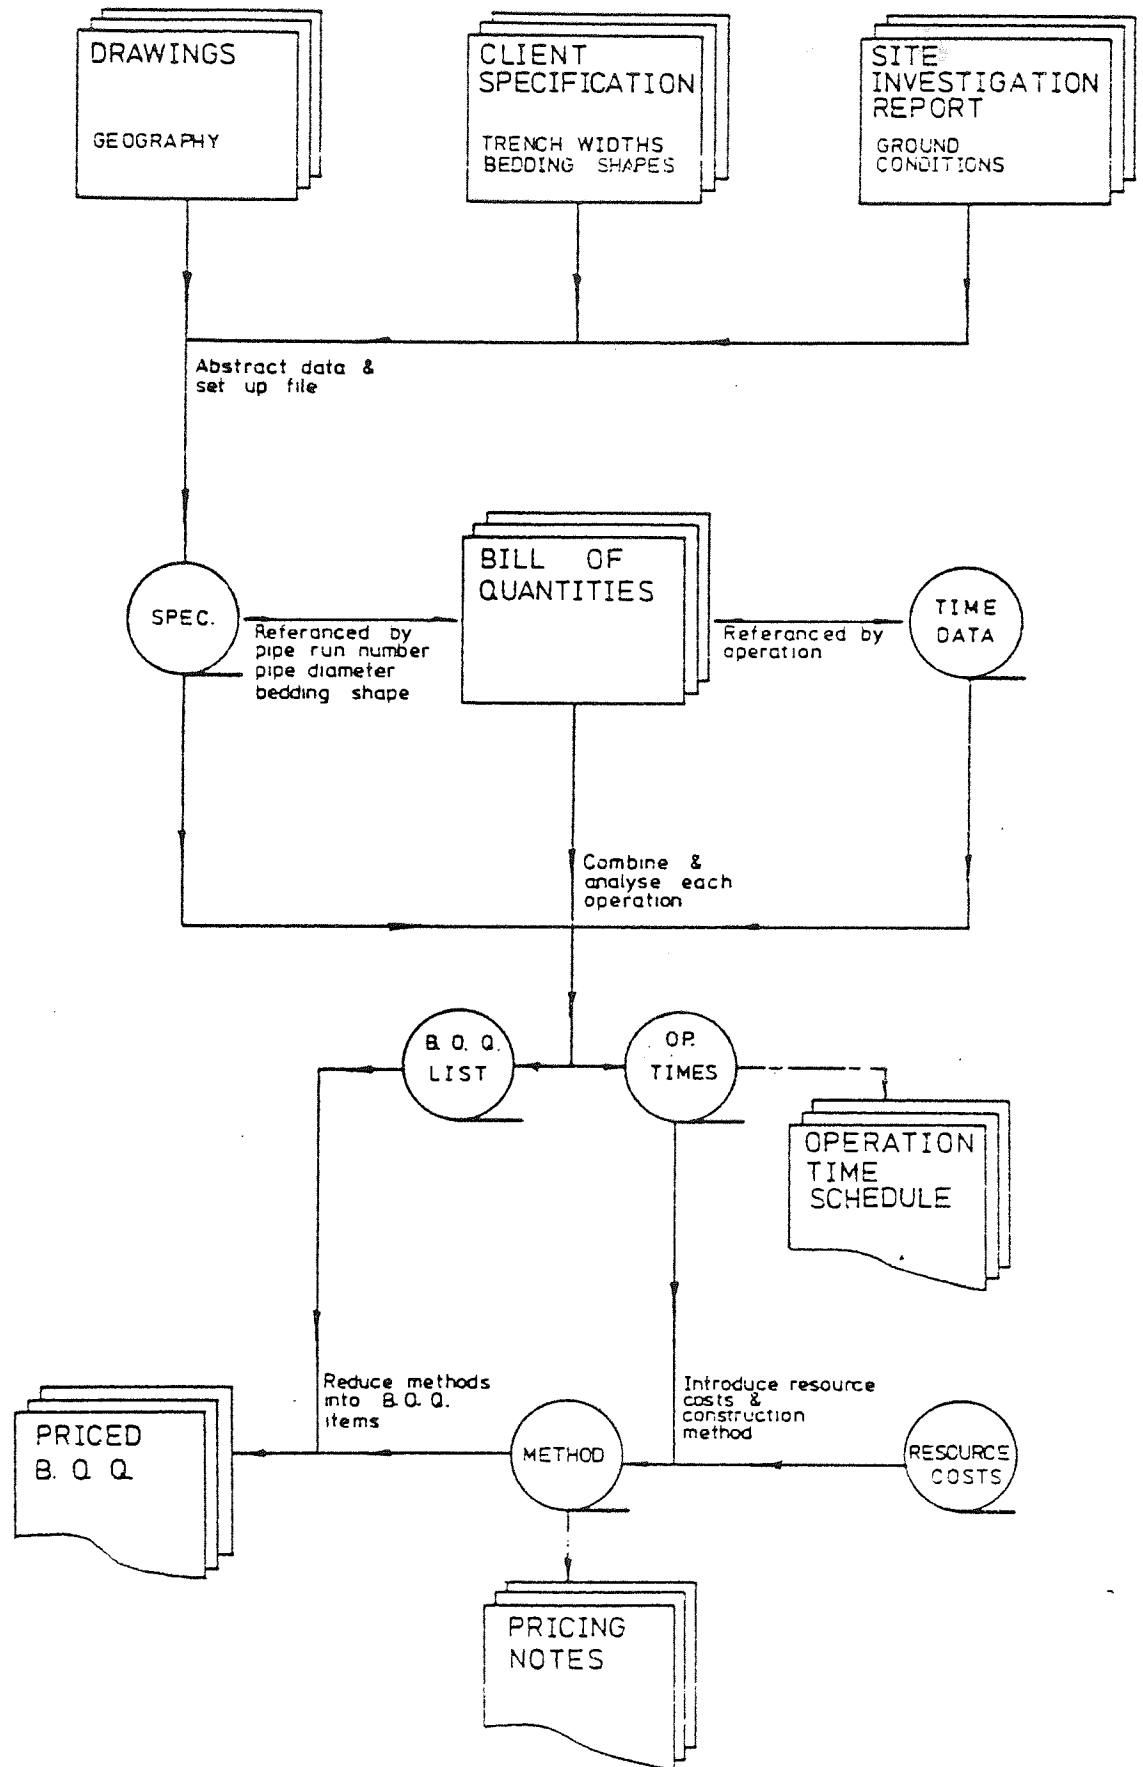 DRAWINGS
GEOGRAPHY
CLIENT
SPECIFICATION
TRENCH WIDTHS
BEDDING SHAPES
SITE
INVESTIGATION
REPORT
GROUND
CONDITIONS
Abstract data &
set up file
SPEC.
Referanced by
pipe run number
pipe diameter
bedding shape
BILL OF
QUANTITIES
Referanced by
operation
TIME
DATA
Combine &
analyse each
operation
B. O. Q.
LIST
OP.
TIMES
OPERATION
TIME
SCHEDULE
Reduce methods
into B.O.Q.
items
Introduce resource
costs &
construction
method
PRICED
B. O. Q
METHOD
RESOURCE
COSTS
PRICING
NOTES